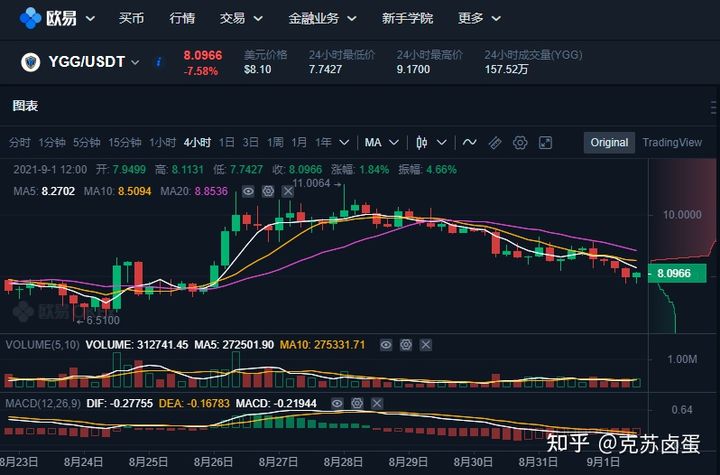 欧易 买币 行情 交易 金融业务 新手学院 更多
YGG/USDT i 8.0966 -7.58% 美元价格 $8.10 24小时最低价 7.7427 24小时最高价 9.1700 24小时成交量(YGG) 157.52万
图表
分时 1分钟 5分钟 15分钟 1小时 4小时 1日 3日 1周 1月 1年 MA Original TradingView
2021-9-1 12:00 开: 7.9499 高: 8.1131 低: 7.7427 收: 8.0966 涨幅: 1.84% 振幅: 4.66%
MA5: 8.2702 MA10: 8.5094 MA20: 8.8536 11.0064
10.0000
8.0966
欧易
6.5100
VOLUME(5,10) VOLUME: 312741.45 MA5: 272501.90 MA10: 275331.71
1.00M
MACD(12,26,9) DIF: -0.27755 DEA: -0.16783 MACD: -0.21944
0.64
知乎 @克苏卤蛋
8月23日 8月24日 8月25日 8月26日 8月27日 8月28日 8月29日 8月30日 8月31日 9月1日